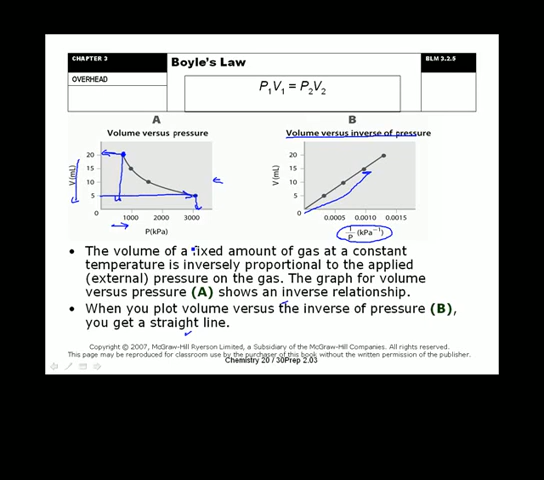 CHAPTER 3
OVERHEAD
Boyle's Law
P₁V₁ = P₂V₂
BLM 3.2.5
A
Volume versus pressure
V (mL)
20
15
10
5
0
1000 2000 3000
P(kPa)
B
Volume versus inverse of pressure
V (mL)
20
15
10
5
0
0.0005 0.0010 0.0015
1/P (kPa⁻¹)
• The volume of a fixed amount of gas at a constant
temperature is inversely proportional to the applied
(external) pressure on the gas. The graph for volume
versus pressure (A) shows an inverse relationship.
• When you plot volume versus the inverse of pressure (B),
you get a straight line.
Copyright © 2007, McGraw-Hill Ryerson Limited, a Subsidiary of the McGraw-Hill Companies. All rights reserved.
This page may be reproduced for classroom use by the purchaser of this book without the written permission of the publisher.
Chemistry 20 / 30Prep 2.03